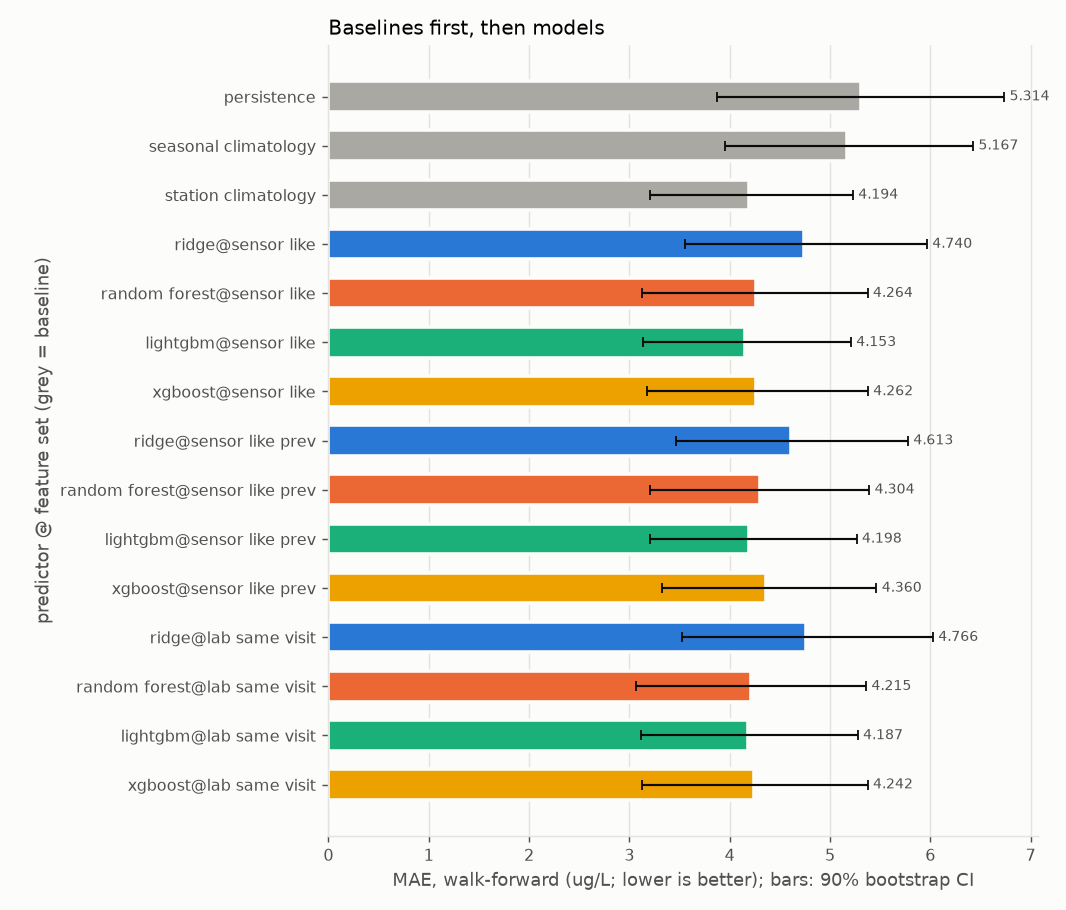 Baselines first, then models
predictor @ feature set (grey = baseline)
persistence 5.314
seasonal climatology 5.167
station climatology 4.194
ridge@sensor like 4.740
random forest@sensor like 4.264
lightgbm@sensor like 4.153
xgboost@sensor like 4.262
ridge@sensor like prev 4.613
random forest@sensor like prev 4.304
lightgbm@sensor like prev 4.198
xgboost@sensor like prev 4.360
ridge@lab same visit 4.766
random forest@lab same visit 4.215
lightgbm@lab same visit 4.187
xgboost@lab same visit 4.242
0 1 2 3 4 5 6 7
MAE, walk-forward (ug/L; lower is better); bars: 90% bootstrap CI